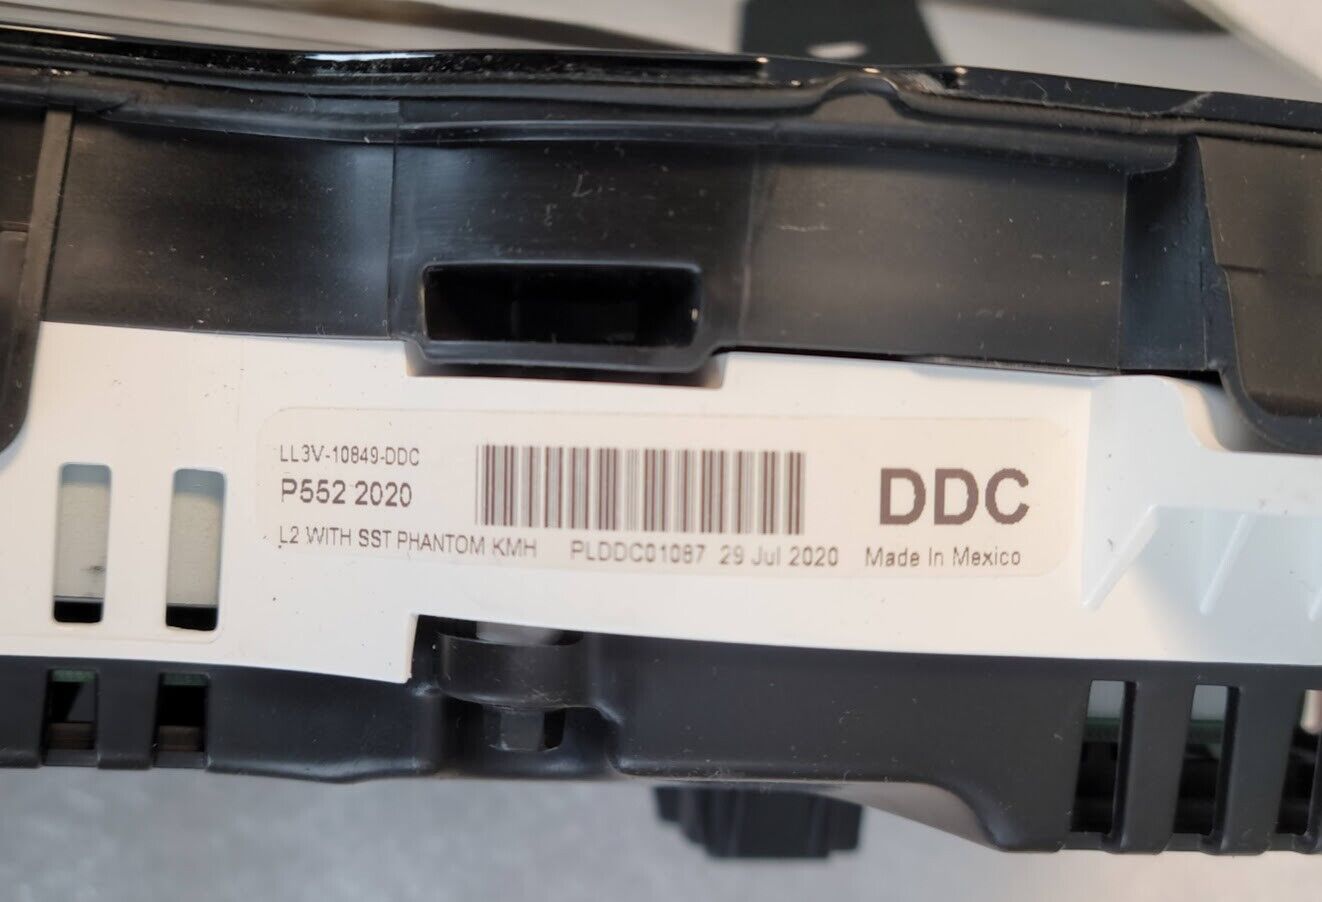 LL3V-10849-DDC
P552 2020
L2 WITH SST PHANTOM KMH PLDDC01087 29 Jul 2020
DDC
Made In Mexico